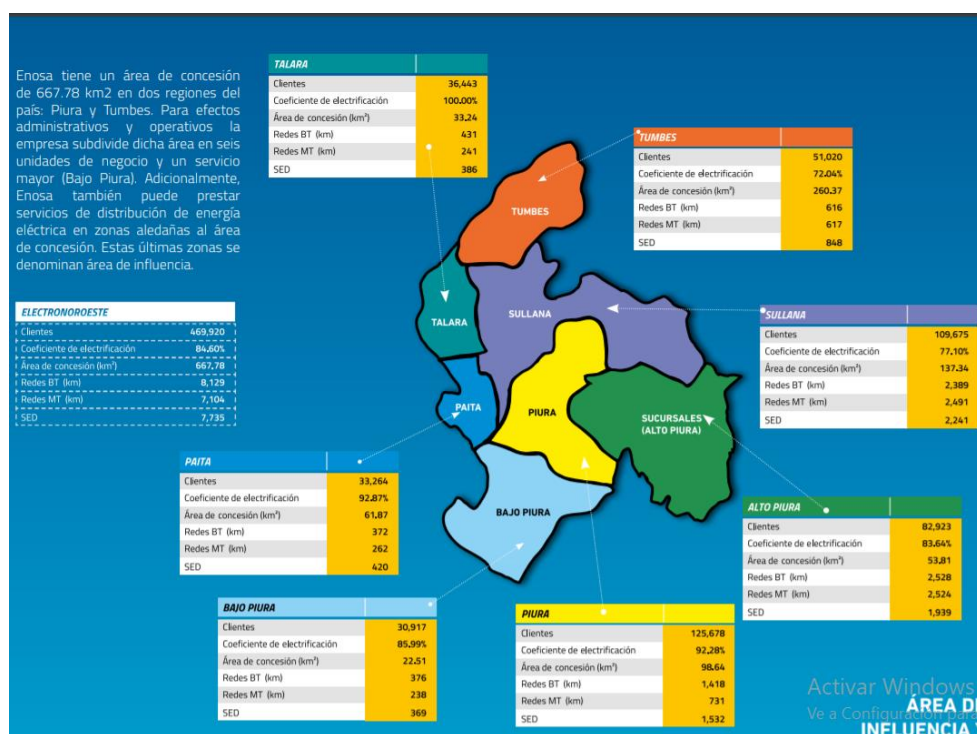 Enosa tiene un área de concesión
de 667.78 km2 en dos regiones del
país: Piura y Tumbes. Para efectos
administrativos y operativos la
empresa subdivide dicha área en seis
unidades de negocio y un servicio
mayor (Bajo Piura). Adicionalmente,
Enosa también puede prestar
servicios de distribución de energía
eléctrica en zonas aledañas al área
de concesión. Estas últimas zonas se
denominan área de influencia.
ELECTRONOROESTE
Clientes 469,920
Coeficiente de electrificación 84.60%
Área de concesión (km²) 667,78
Redes BT (km) 8,129
Redes MT (km) 7,104
SED 7,735
TALARA
Clientes 36,443
Coeficiente de electrificación 100.00%
Área de concesión (km²) 33,24
Redes BT (km) 431
Redes MT (km) 241
SED 386
TUMBES
Clientes 51,020
Coeficiente de electrificación 72.04%
Área de concesión (km²) 260.37
Redes BT (km) 616
Redes MT (km) 617
SED 848
SULLANA
Clientes 109,675
Coeficiente de electrificación 77.10%
Área de concesión (km²) 137.34
Redes BT (km) 2,389
Redes MT (km) 2,491
SED 2,241
TUMBES
TALARA
SULLANA
PAITA
PIURA
SUCURSALES
(ALTO PIURA)
BAJO PIURA
PAITA
Clientes 33,264
Coeficiente de electrificación 92.87%
Área de concesión (km²) 61.87
Redes BT (km) 372
Redes MT (km) 262
SED 420
ALTO PIURA
Clientes 82,923
Coeficiente de electrificación 83.64%
Área de concesión (km²) 53,81
Redes BT (km) 2,528
Redes MT (km) 2,524
SED 1,939
BAJO PIURA
Clientes 30,917
Coeficiente de electrificación 85,99%
Área de concesión (km²) 22.51
Redes BT (km) 376
Redes MT (km) 238
SED 369
PIURA
Clientes 125,678
Coeficiente de electrificación 92,28%
Área de concesión (km²) 98.64
Redes BT (km) 1,418
Redes MT (km) 731
SED 1,532
Activar Windows
Ve a Configuración para
ÁREA DE
INFLUENCIA